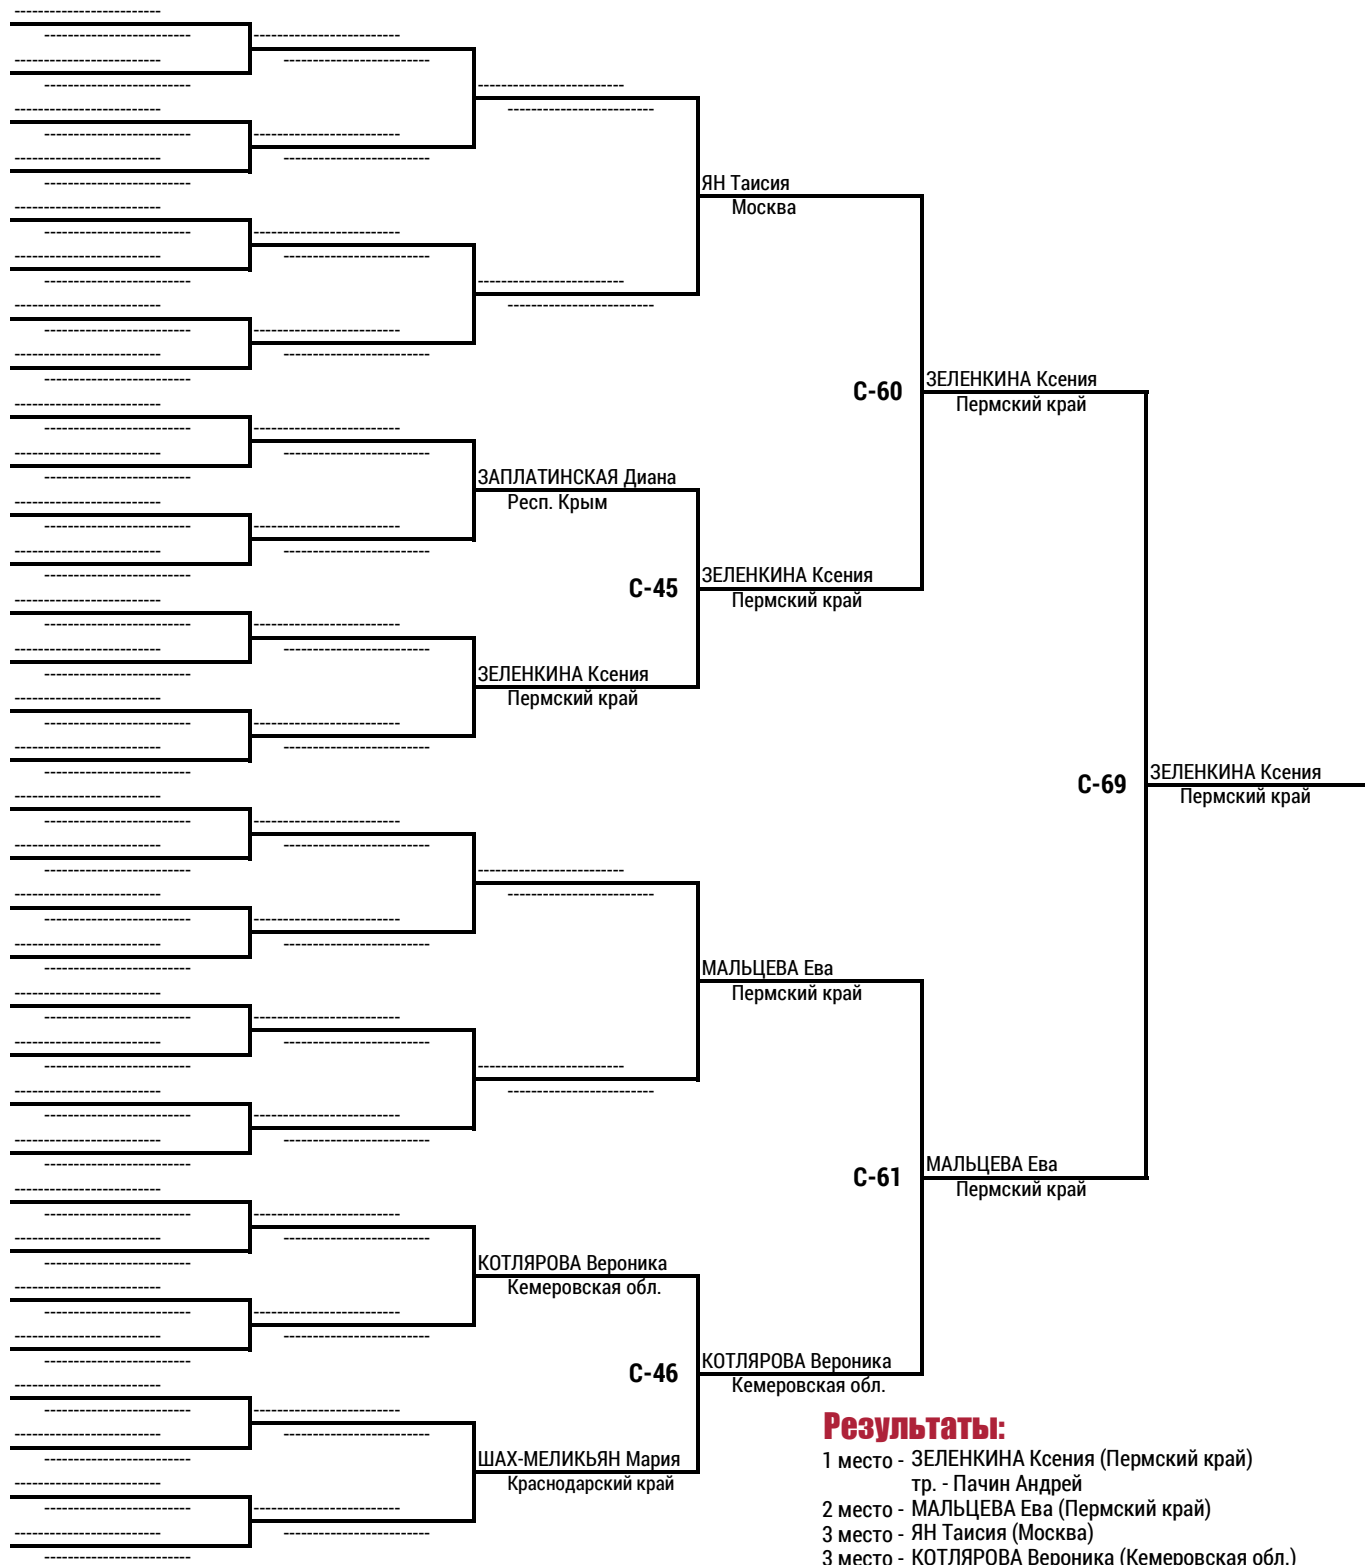 ЯН Таисия
Москва
C-60
ЗЕЛЕНКИНА Ксения
Пермский край
ЗАПЛАТИНСКАЯ Диана
Респ. Крым
C-45
ЗЕЛЕНКИНА Ксения
Пермский край
ЗЕЛЕНКИНА Ксения
Пермский край
C-69
ЗЕЛЕНКИНА Ксения
Пермский край
МАЛЬЦЕВА Ева
Пермский край
C-61
МАЛЬЦЕВА Ева
Пермский край
КОТЛЯРОВА Вероника
Кемеровская обл.
C-46
КОТЛЯРОВА Вероника
Кемеровская обл.
ШАХ-МЕЛИКЬЯН Мария
Краснодарский край
Результаты:
1 место - ЗЕЛЕНКИНА Ксения (Пермский край)
тр. - Пачин Андрей
2 место - МАЛЬЦЕВА Ева (Пермский край)
3 место - ЯН Таисия (Москва)
3 место - КОТЛЯРОВА Вероника (Кемеровская обл.)